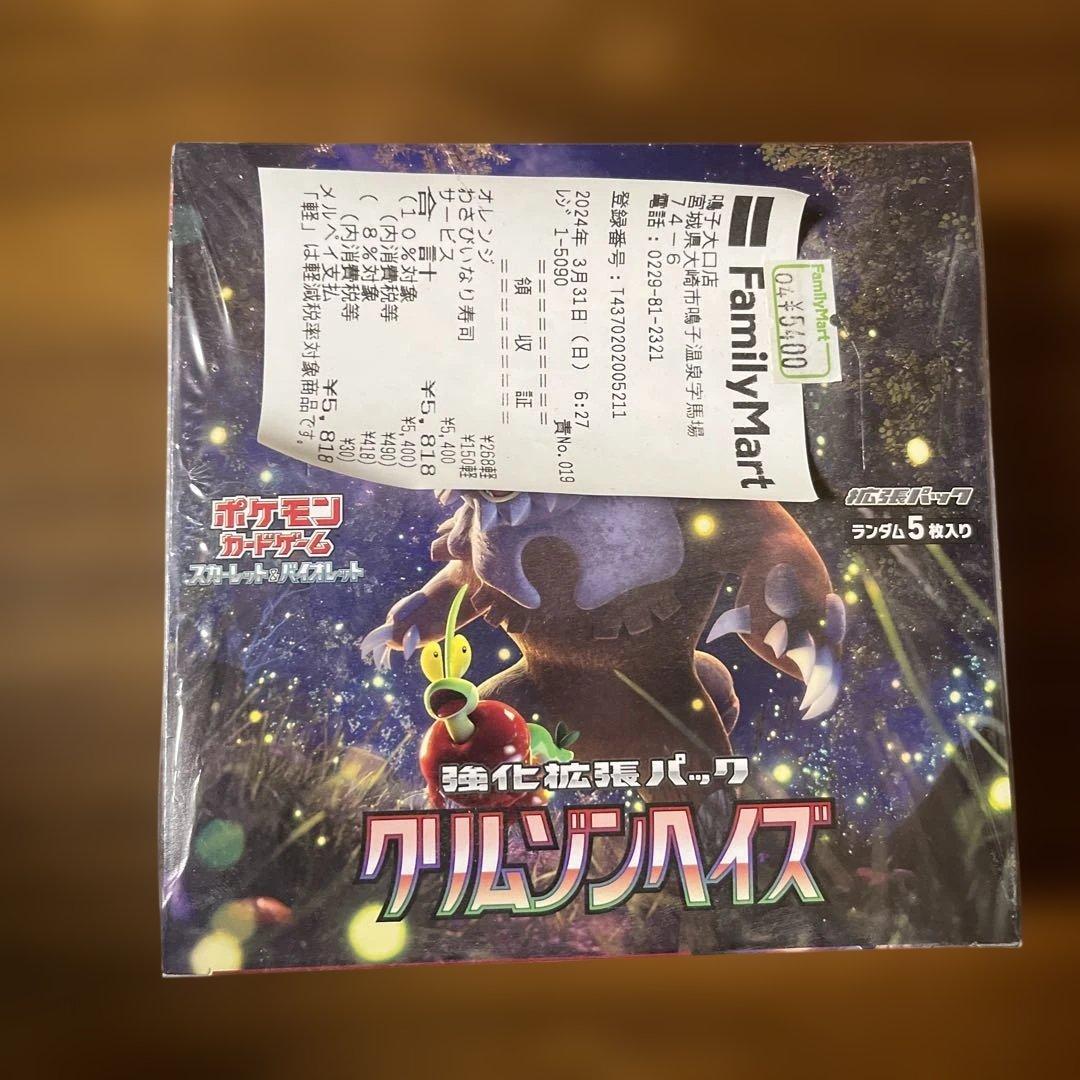 FamilyMart
鳴子大口店
宮城県大崎市鳴子温泉字馬場
74-6
電話:0229-81-2321
登録番号:T4370202005211
2024年 3月31日(日) 6:27
レジ 1-5090 責No.019
==========
領 収 証
==========
オレンジ ¥268軽
わさびいなり寿司 ¥150軽
サービス ¥5,400
合 計 ¥5,818
(10%対象 ¥5,400)
(内消費税等 ¥490)
( 8%対象 ¥418)
(内消費税等 ¥30)
メルペイ支払 ¥5,818
「軽」は軽減税率対象商品です。
FamilyMart
04 ¥5400
拡張パック
ランダム5枚入り
ポケモン
カードゲーム
スカーレット&バイオレット
強化拡張パック
クリムゾンヘイズ